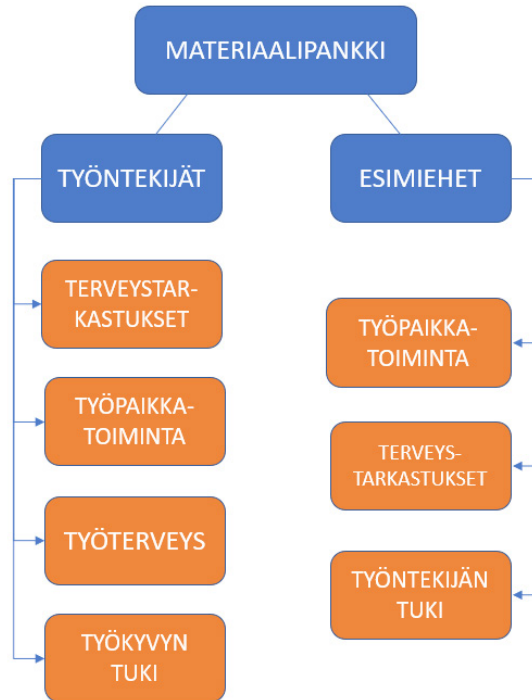 MATERIAALIPANKKI
TYÖNTEKIJÄT
ESIMIEHET
TERVEYSTAR-
KASTUKSET
TYÖPAIKKA-
TOIMINTA
TYÖTERVEYS
TYÖKYVYN
TUKI
TYÖPAIKKA-
TOIMINTA
TERVEYS-
TARKASTUKSET
TYÖNTEKIJÄN
TUKI